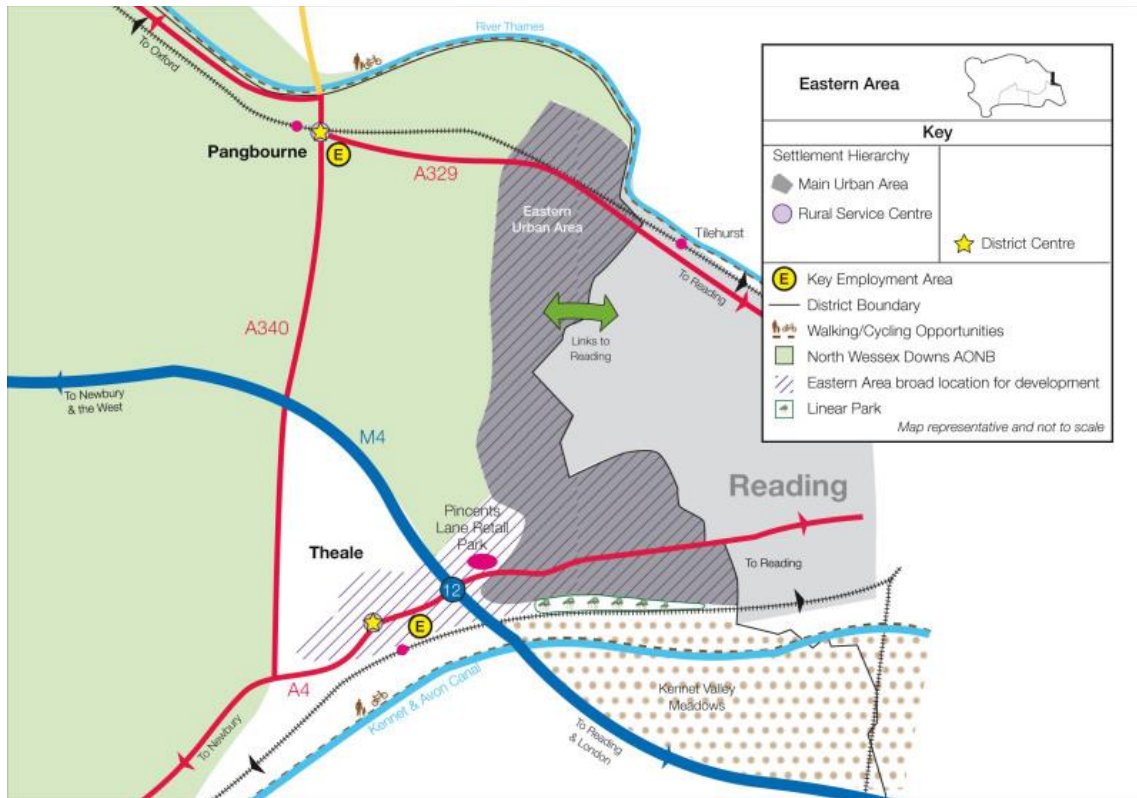 River Thames
To Oxford
Pangbourne
E
A329
Eastern
Urban Area
Tilehurst
To Reading
A340
Links to
Reading
To Newbury
& the West
M4
Reading
Pincents
Lane Retail
Park
Theale
12
To Reading
E
A4
Kennet & Avon Canal
Kennet Valley
Meadows
To Newbury
To Reading
& London
Eastern Area
Key
Settlement Hierarchy
Main Urban Area
Rural Service Centre
District Centre
E
Key Employment Area
District Boundary
Walking/Cycling Opportunities
North Wessex Downs AONB
Eastern Area broad location for development
Linear Park
Map representative and not to scale